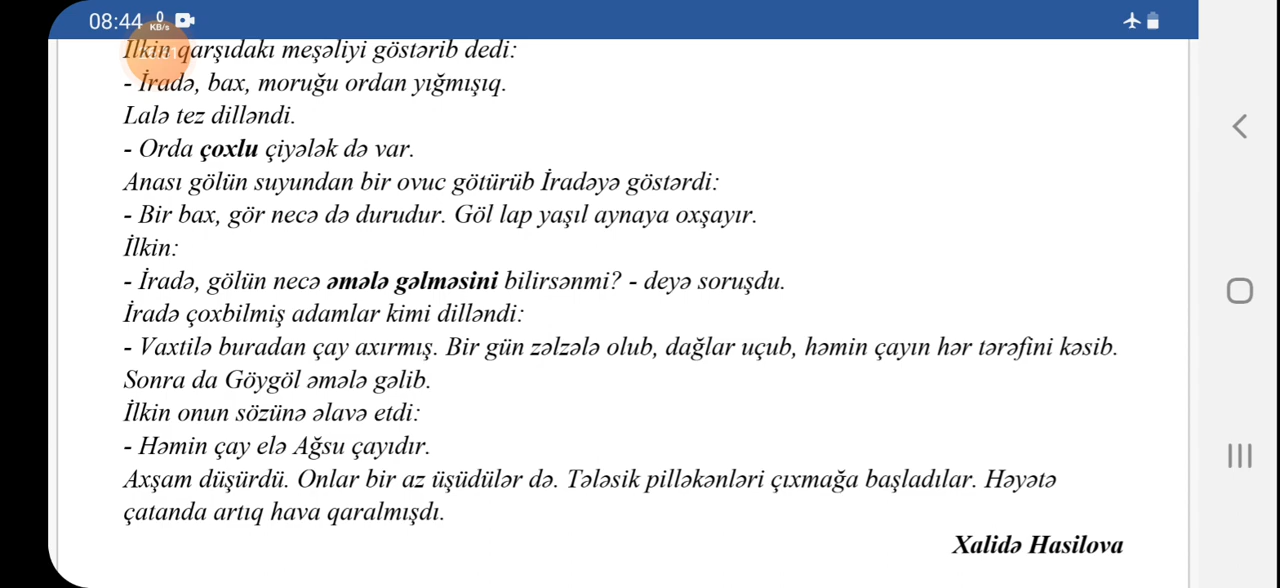 08:44 0 KB/s
İlkin qarşıdakı meşəliyi göstərib dedi:
- İradə, bax, moruğu ordan yığmışıq.
Lalə tez dilləndi.
- Orda çoxlu çiyələk də var.
Anası gölün suyundan bir ovuc götürüb İradəyə göstərdi:
- Bir bax, gör necə də durudur. Göl lap yaşıl aynaya oxşayır.
İlkin:
- İradə, gölün necə əmələ gəlməsini bilirsənmi? - deyə soruşdu.
İradə çoxbilmiş adamlar kimi dilləndi:
- Vaxtilə buradan çay axırmış. Bir gün zəlzələ olub, dağlar uçub, həmin çayın hər tərəfini kəsib.
Sonra da Göygöl əmələ gəlib.
İlkin onun sözünə əlavə etdi:
- Həmin çay elə Ağsu çayıdır.
Axşam düşürdü. Onlar bir az üşüdülər də. Tələsik pilləkənləri çıxmağa başladılar. Həyətə
çatanda artıq hava qaralmışdı.
Xalidə Hasilova